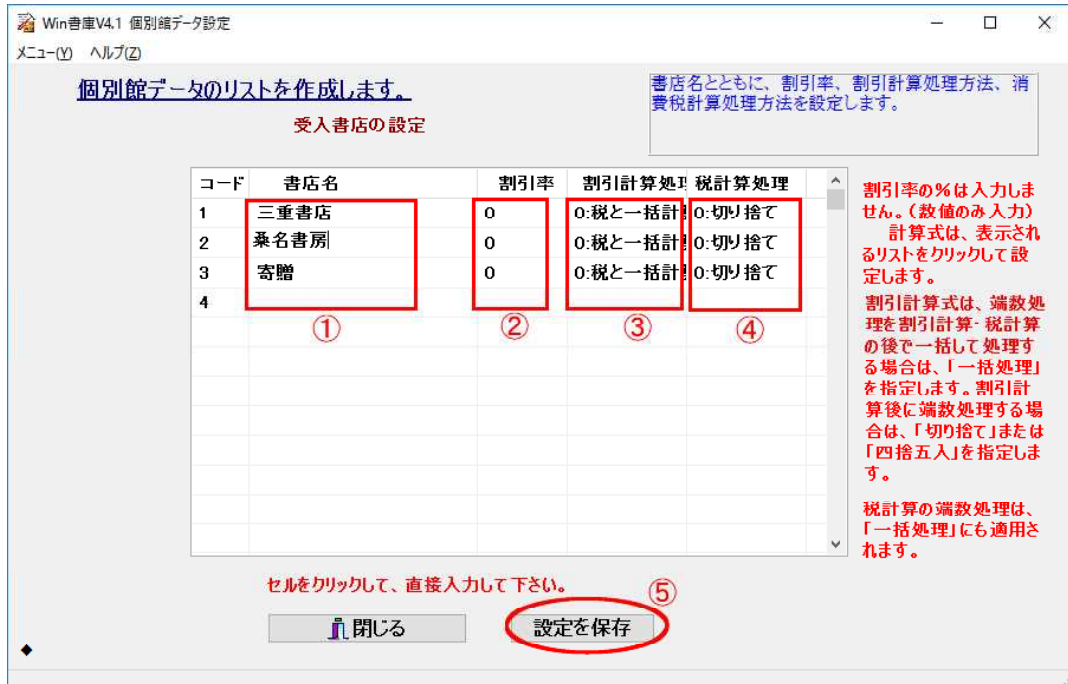 Win書庫V4.1 個別館データ設定
メニュー(Y) ヘルプ(Z)
個別館データのリストを作成します。
受入書店の設定
書店名とともに、割引率、割引計算処理方法、消
費税計算処理方法を設定します。
コード 書店名 割引率 割引計算処理 税計算処理
1 三重書店 0 0:税と一括計 0:切り捨て
2 桑名書房 0 0:税と一括計 0:切り捨て
3 寄贈 0 0:税と一括計 0:切り捨て
4
① ② ③ ④
割引率の%は入力しま
せん。(数値のみ入力)
計算式は、表示され
るリストをクリックして設
定します。
割引計算式は、端数処
理を割引計算・税計算
の後で一括して処理す
る場合は、「一括処理」
を指定します。割引計
算後に端数処理する場
合は、「切り捨て」または
「四捨五入」を指定しま
す。
税計算の端数処理は、
「一括処理」にも適用さ
れます。
セルをクリックして、直接入力して下さい。
⑤
閉じる 設定を保存